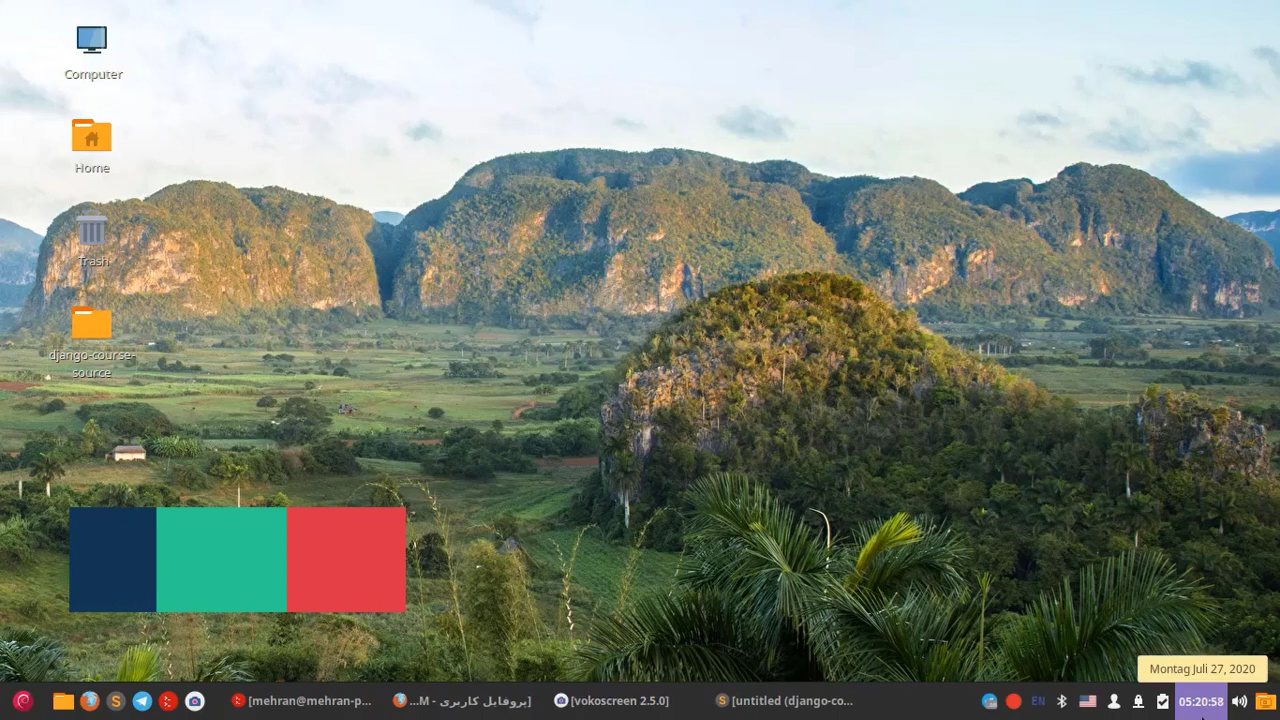 Computer
Home
Trash
django-course-
source
Montag Juli 27, 2020
[mehran@mehran-p...
[پروفایل کاربری - M...
[vokoscreen 2.5.0]
[untitled (django-co...
EN
05:20:58